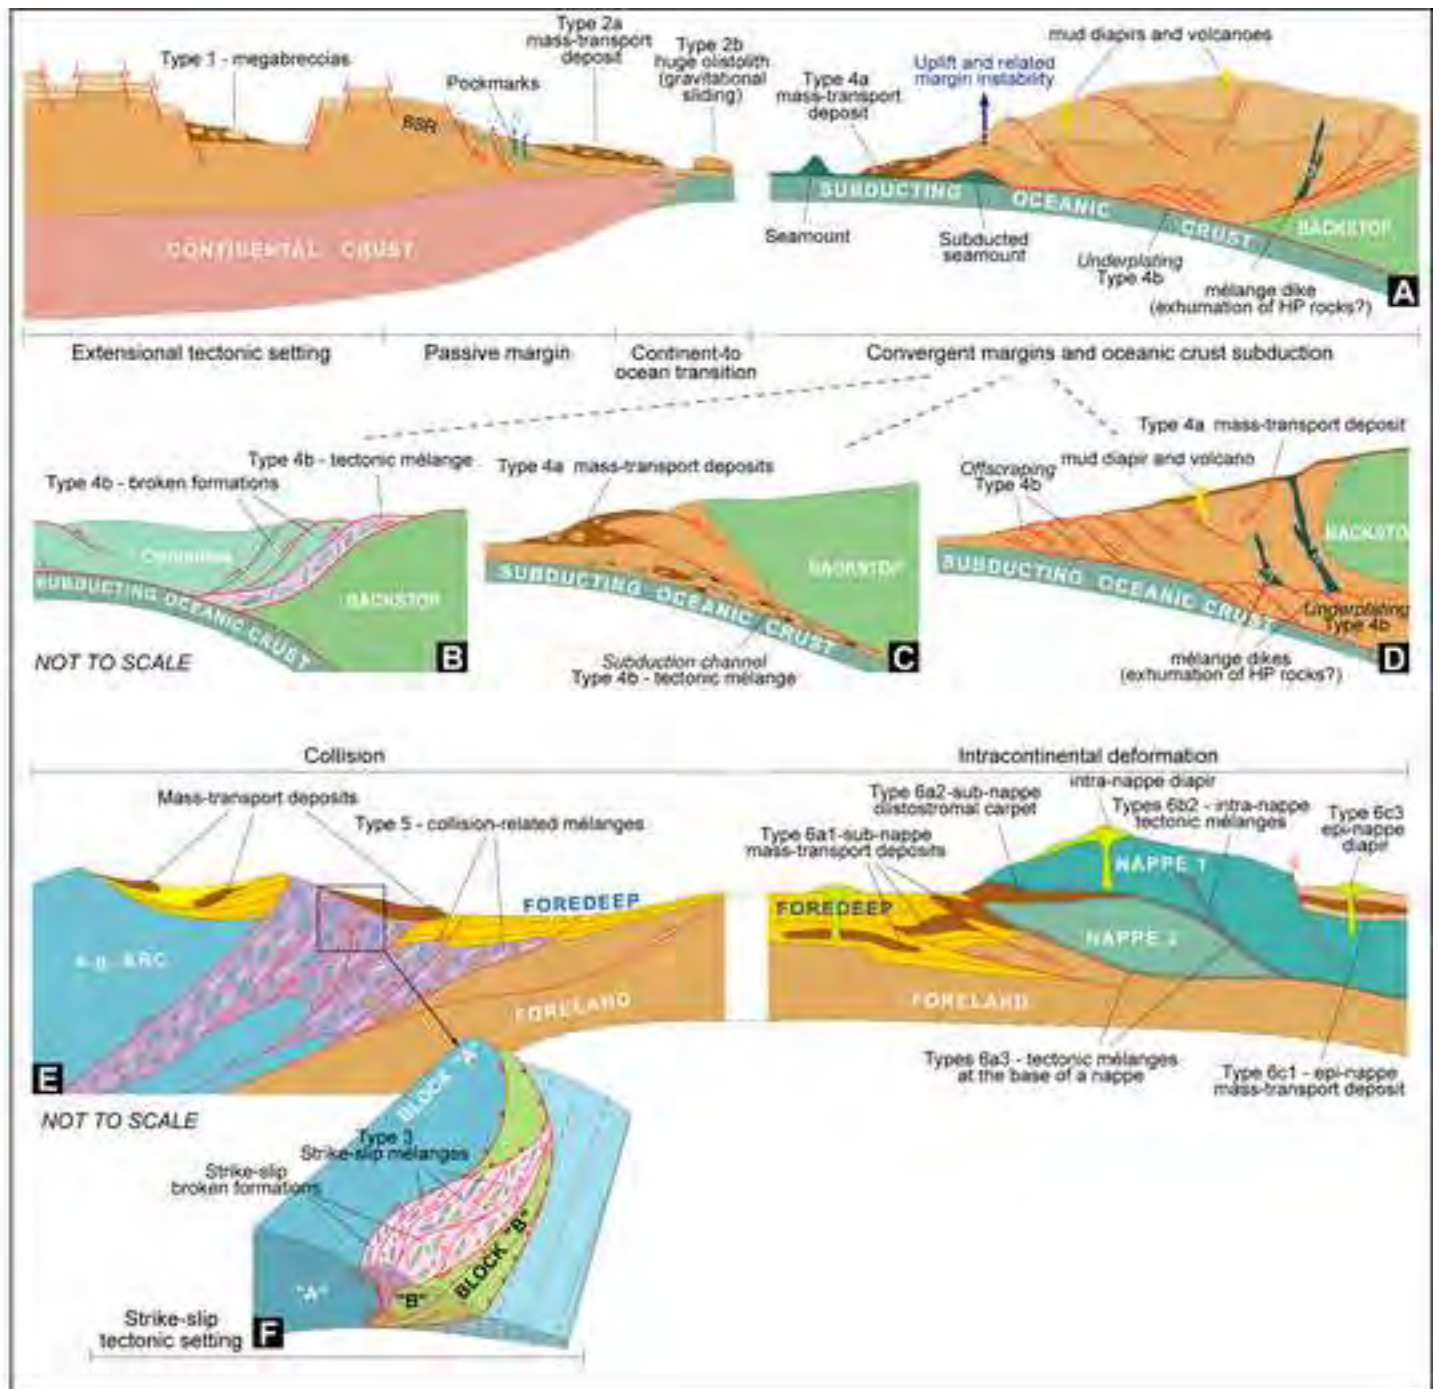 Type 1 - megabreccias
Pockmarks
BSR
Type 2a
mass-transport
deposit
Type 2b
huge olistolith
(gravitational
sliding)
CONTINENTAL CRUST
Type 4a
mass-transport
deposit
Uplift and related
margin instability
mud diapirs and volcanoes
SUBDUCTING OCEANIC CRUST
BACKSTOP
Seamount
Subducted
seamount
Underplating
Type 4b
mélange dike
(exhumation of HP rocks?)
A
Extensional tectonic setting
Passive margin
Continent-to
ocean transition
Convergent margins and oceanic crust subduction
Type 4b - tectonic mélange
Type 4b - broken formations
SUBDUCTING OCEANIC CRUST
BACKSTOP
NOT TO SCALE
B
Type 4a mass-transport deposits
BACKSTOP
SUBDUCTING OCEANIC CRUST
Subduction channel
Type 4b - tectonic mélange
C
Type 4a mass-transport deposit
mud diapir and volcano
Offscraping
Type 4b
BACKSTO
SUBDUCTING OCEANIC CRUST
Underplating
Type 4b
mélange dikes
(exhumation of HP rocks?)
D
Collision
Mass-transport deposits
Type 5 - collision-related mélanges
FOREDEEP
ARC
FORELAND
E
NOT TO SCALE
Intracontinental deformation
Type 6a2-sub-nappe
olistostromal carpet
intra-nappe diapir
Types 6b2 - intra-nappe
tectonic mélanges
Type 6c3
epi-nappe
diapir
Type 6a1-sub-nappe
mass-transport deposits
NAPPE 1
FOREDEEP
NAPPE 2
FORELAND
Types 6a3 - tectonic mélanges
at the base of a nappe
Type 6c1 - epi-nappe
mass-transport deposit
BLOCK "A"
Type 3
Strike-slip mélanges
Strike-slip
broken formations
BLOCK "B"
"A"
"B"
Strike-slip
tectonic setting
F